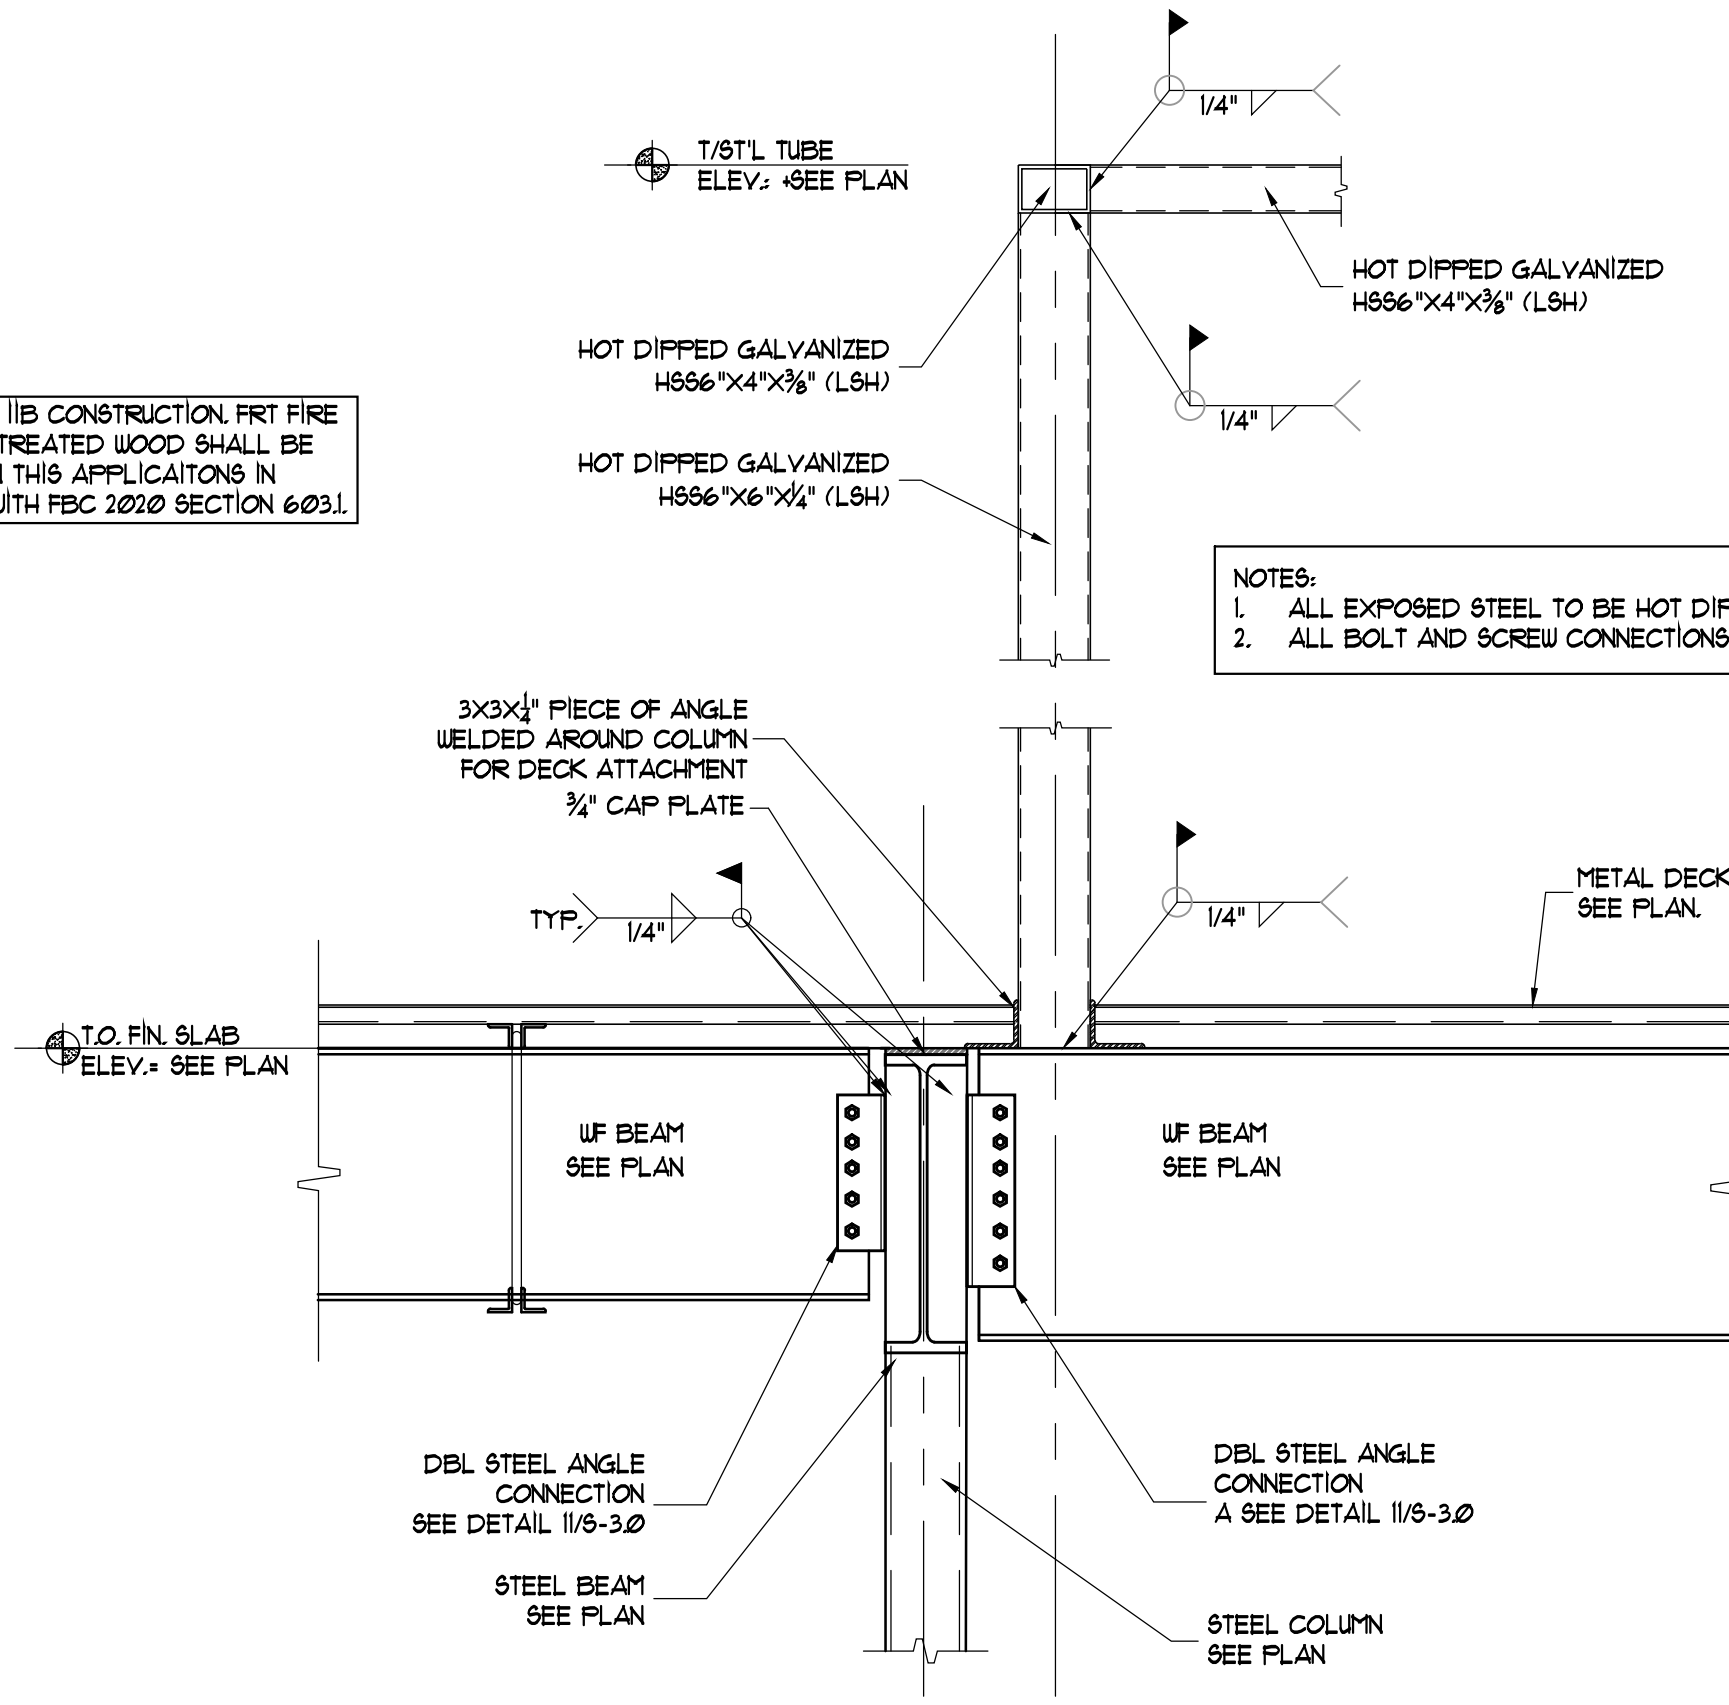 1/4"
T/ST'L TUBE
ELEV.: +SEE PLAN
HOT DIPPED GALVANIZED
HSS6"X4"X3/8" (LSH)
HOT DIPPED GALVANIZED
HSS6"X4"X3/8" (LSH)
1/4"
IIB CONSTRUCTION. FRT FIRE
TREATED WOOD SHALL BE
THIS APPLICAITONS IN
WITH FBC 2020 SECTION 603.1.
HOT DIPPED GALVANIZED
HSS6"X6"X1/4" (LSH)
NOTES:
1. ALL EXPOSED STEEL TO BE HOT DIP
2. ALL BOLT AND SCREW CONNECTIONS
3X3X1/4" PIECE OF ANGLE
WELDED AROUND COLUMN
FOR DECK ATTACHMENT
3/4" CAP PLATE
TYP.
1/4"
1/4"
METAL DECK
SEE PLAN.
T.O. FIN. SLAB
ELEV.= SEE PLAN
WF BEAM
SEE PLAN
WF BEAM
SEE PLAN
DBL STEEL ANGLE
CONNECTION
SEE DETAIL 11/S-3.0
DBL STEEL ANGLE
CONNECTION
A SEE DETAIL 11/S-3.0
STEEL BEAM
SEE PLAN
STEEL COLUMN
SEE PLAN